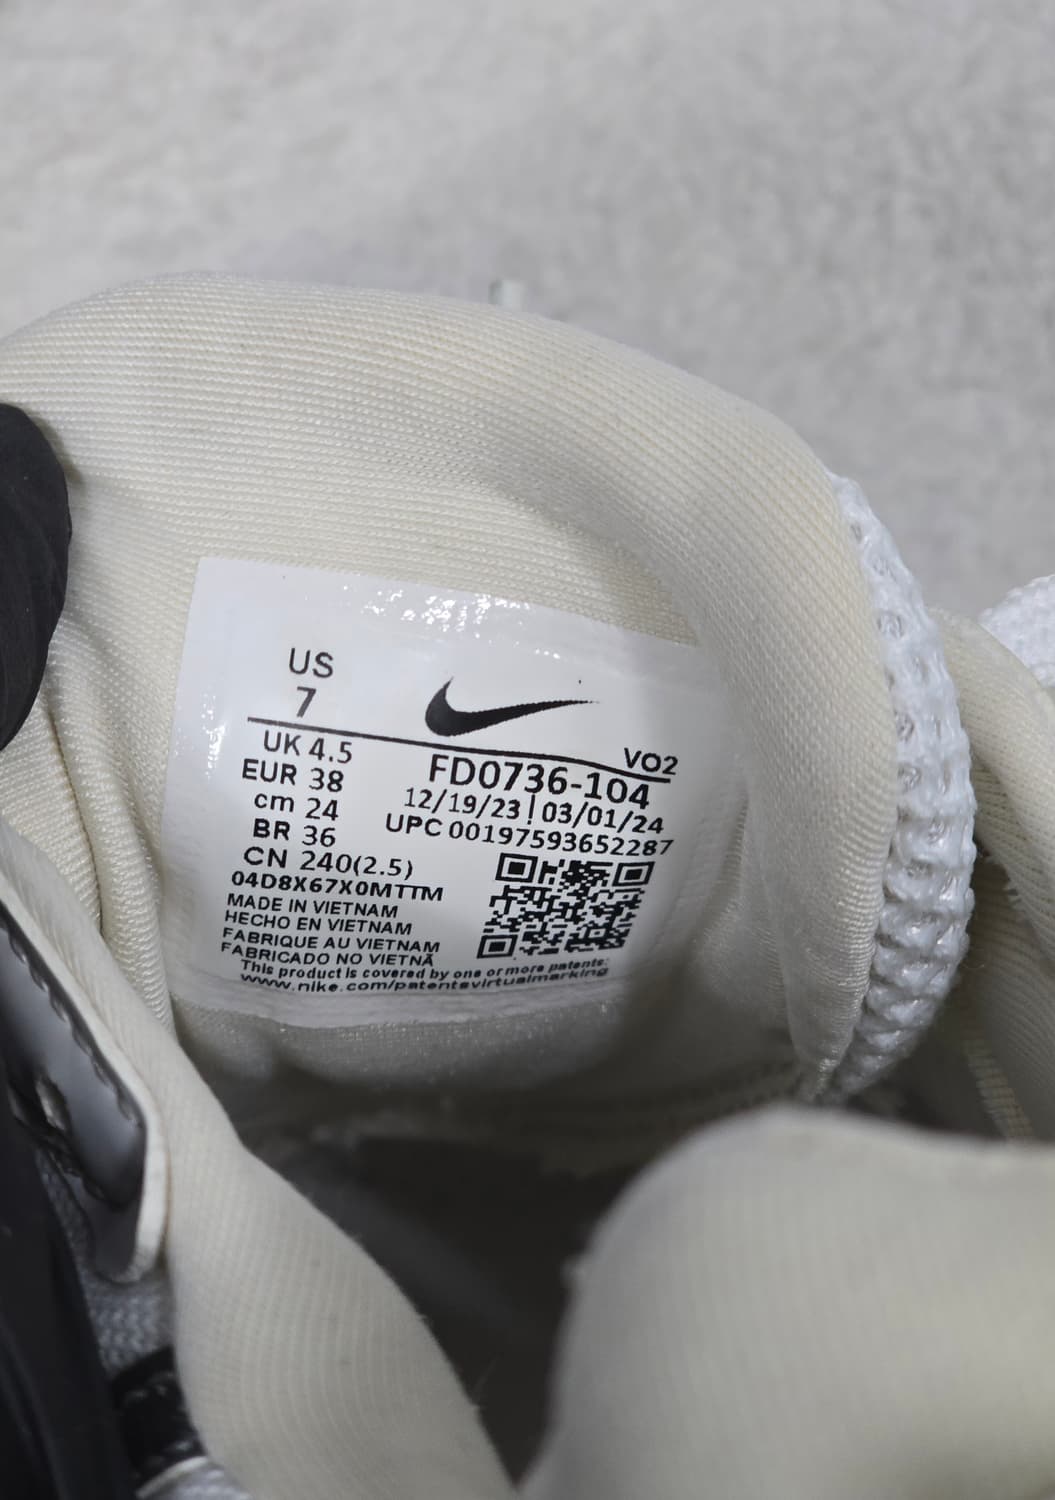 US
7
VO2
UK 4.5
FD0736-104
EUR 38
12/19/23 | 03/01/24
cm 24
UPC 00197593652287
BR 36
CN 240(2.5)
04D8X67X0MTTM
MADE IN VIETNAM
HECHO EN VIETNAM
FABRIQUE AU VIETNAM
FABRICADO NO VIETNÃ
This product is covered by one or more patents:
www.nike.com/patentsvirtualmarking